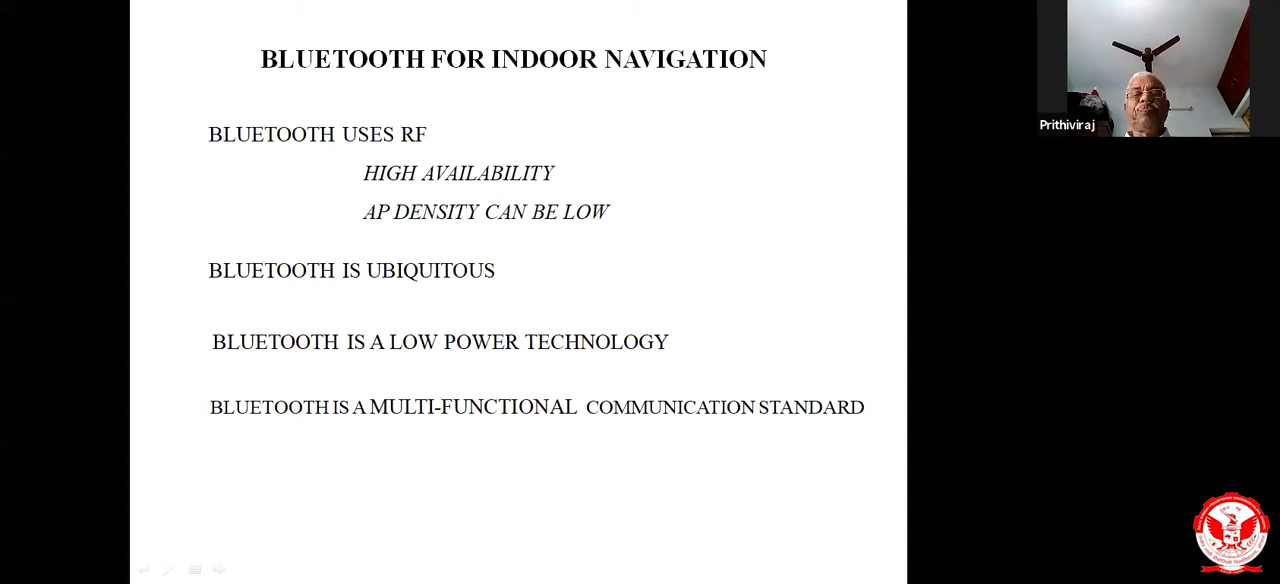 BLUETOOTH FOR INDOOR NAVIGATION
BLUETOOTH USES RF
HIGH AVAILABILITY
AP DENSITY CAN BE LOW
BLUETOOTH IS UBIQUITOUS
BLUETOOTH IS A LOW POWER TECHNOLOGY
BLUETOOTH IS A MULTI-FUNCTIONAL COMMUNICATION STANDARD
Prithiviraj